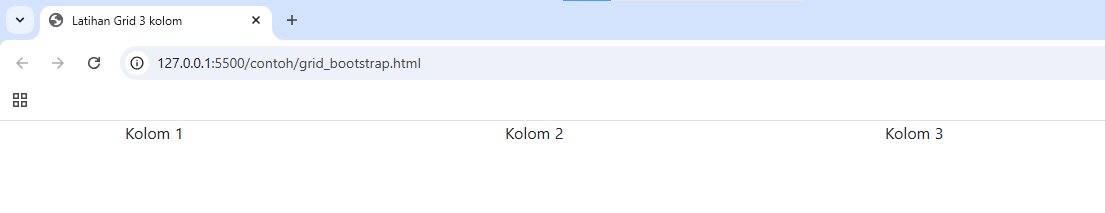 Latihan Grid 3 kolom
127.0.0.1:5500/contoh/grid_bootstrap.html
Kolom 1 Kolom 2 Kolom 3